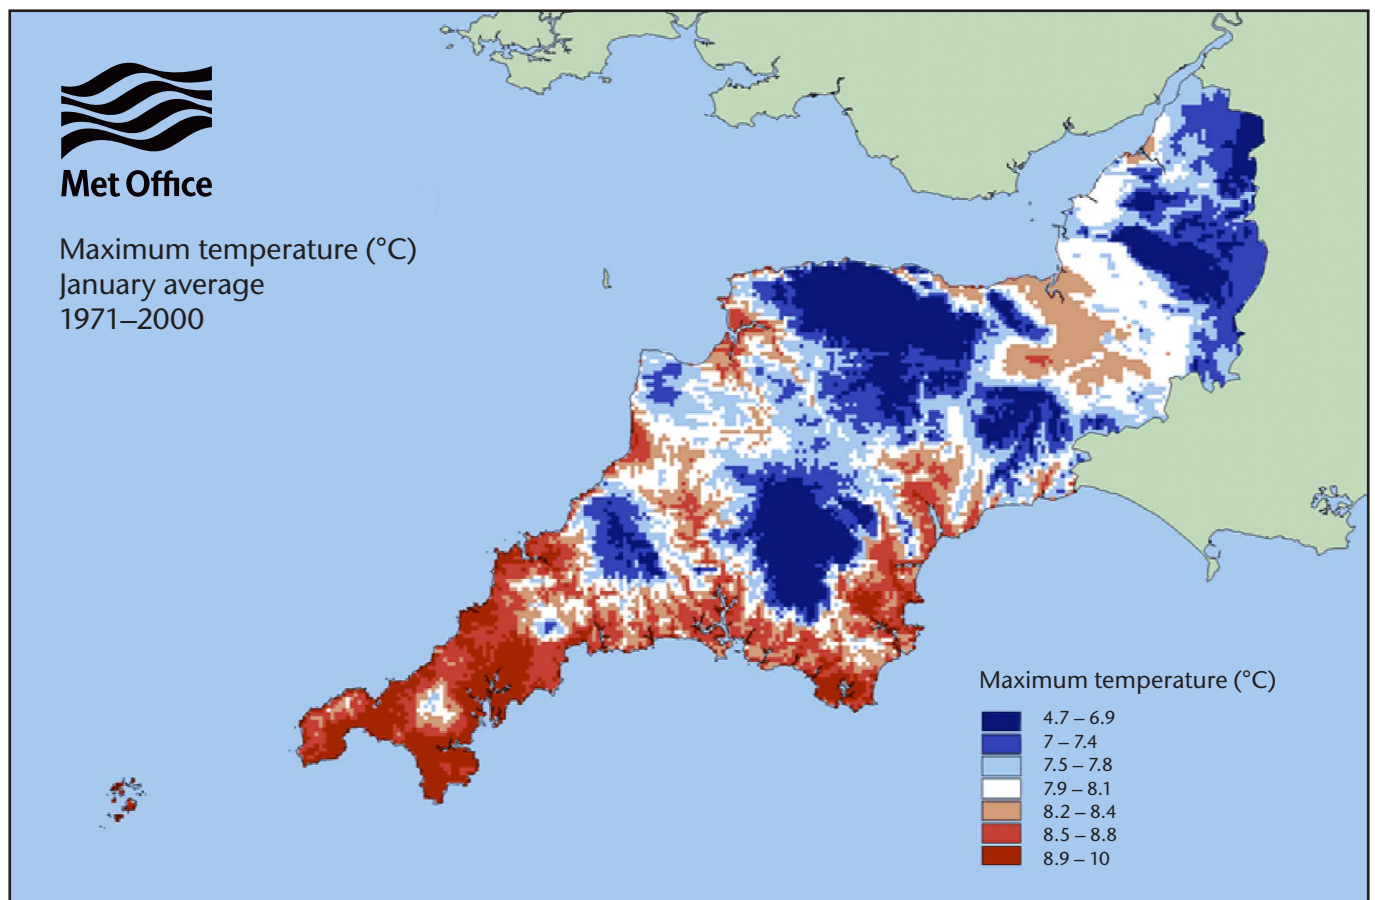 Met Office
Maximum temperature (°C)
January average
1971–2000
Maximum temperature (°C)
4.7 – 6.9
7 – 7.4
7.5 – 7.8
7.9 – 8.1
8.2 – 8.4
8.5 – 8.8
8.9 – 10